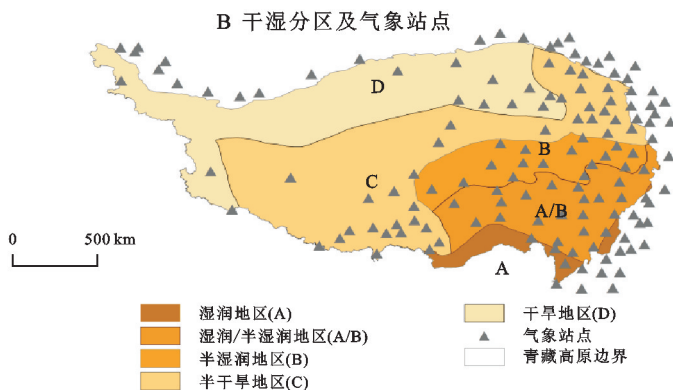 B 干湿分区及气象站点
D
B
C
A/B
A
0 500 km
湿润地区(A)
湿润/半湿润地区(A/B)
半湿润地区(B)
半干旱地区(C)
干旱地区(D)
气象站点
青藏高原边界